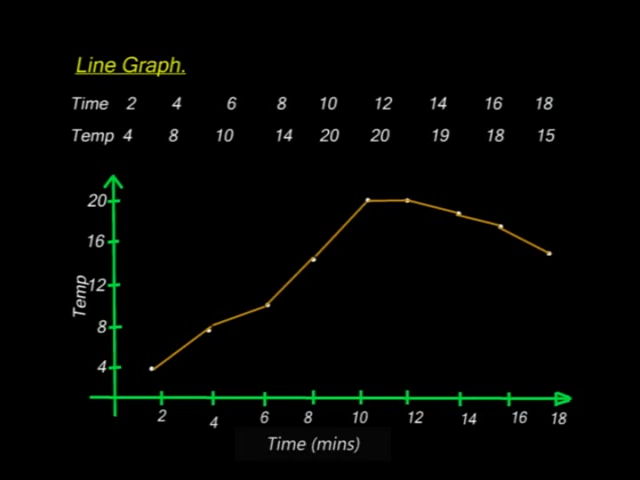 Line Graph.
Time 2 4 6 8 10 12 14 16 18
Temp 4 8 10 14 20 20 19 18 15
20
16
12
8
4
Temp
2 4 6 8 10 12 14 16 18
Time (mins)